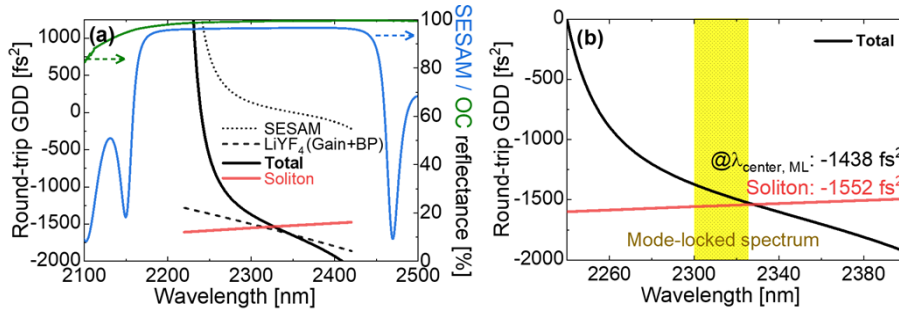 (a)
Round-trip GDD [fs²]
1000
500
0
-500
-1000
-1500
-2000
2100
2200
2300
2400
2500
Wavelength [nm]
100
80
60
40
20
0
SESAM /
OC reflectance [%]
SESAM
LiYF₄(Gain+BP)
Total
Soliton
(b)
Round-trip GDD [fs²]
0
-500
-1000
-1500
-2000
2260
2300
2340
2380
Wavelength [nm]
Total
@λcenter, ML: -1438 fs²
Soliton: -1552 fs²
Mode-locked spectrum